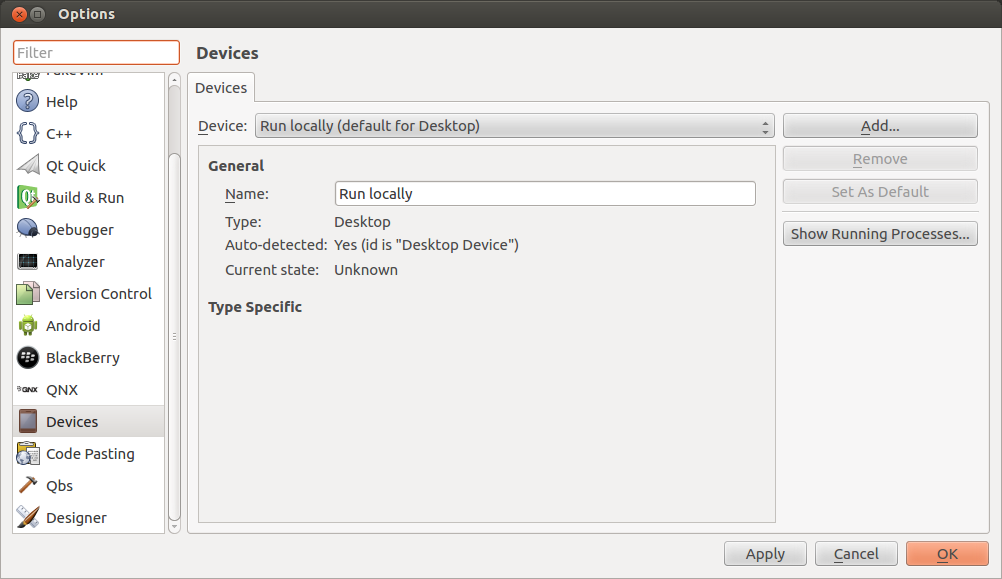 Options
Filter
Devices
FakeVim
Help
C++
Qt Quick
Build & Run
Debugger
Analyzer
Version Control
Android
BlackBerry
QNX
QNX
Devices
Code Pasting
Qbs
Designer
Devices
Device: Run locally (default for Desktop)
General
Name: Run locally
Type: Desktop
Auto-detected: Yes (id is "Desktop Device")
Current state: Unknown
Type Specific
Add...
Remove
Set As Default
Show Running Processes...
Apply
Cancel
OK